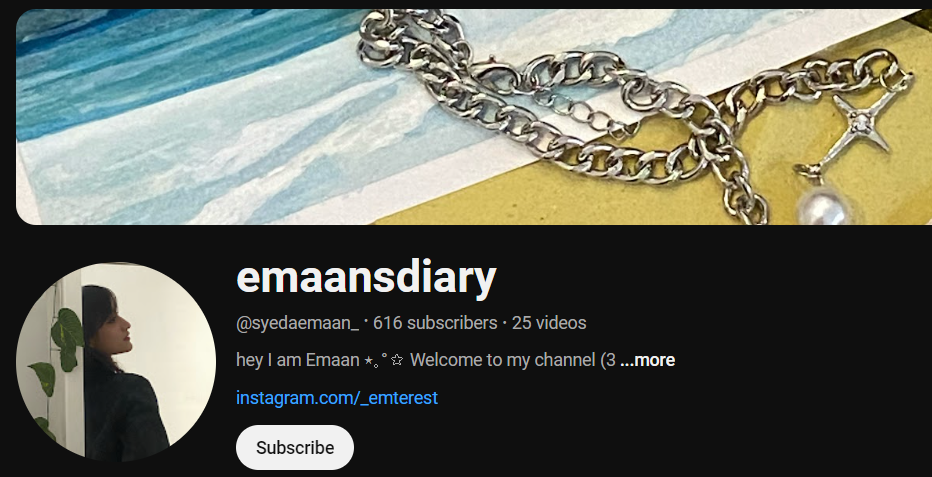 emaansdiary
@syedaemaan_ • 616 subscribers • 25 videos
hey I am Emaan ⋆｡°✩ Welcome to my channel (3 ...more
instagram.com/_emterest
Subscribe